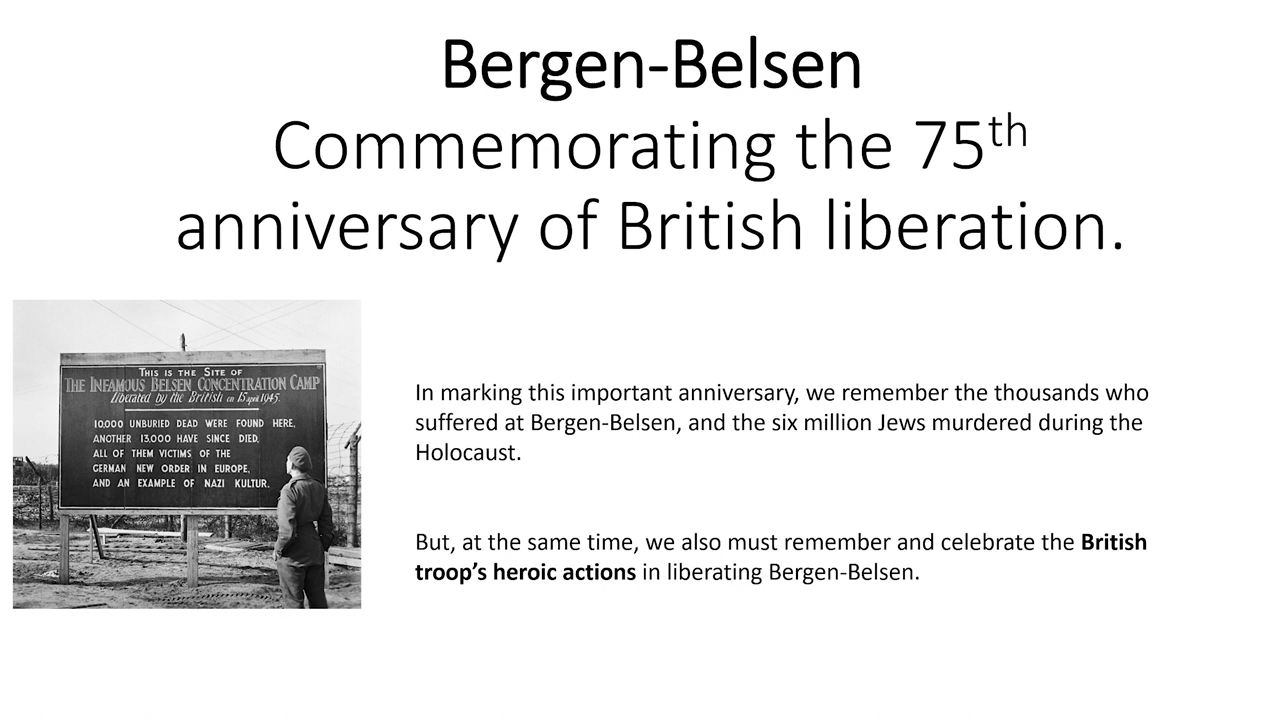 Bergen-Belsen
Commemorating the 75th
anniversary of British liberation.
THIS IS THE SITE OF
THE INFAMOUS BELSEN CONCENTRATION CAMP
liberated by the British on 15 april 1945.
10,000 UNBURIED DEAD WERE FOUND HERE,
ANOTHER 13,000 HAVE SINCE DIED,
ALL OF THEM VICTIMS OF THE
GERMAN NEW ORDER IN EUROPE,
AND AN EXAMPLE OF NAZI KULTUR.
In marking this important anniversary, we remember the thousands who
suffered at Bergen-Belsen, and the six million Jews murdered during the
Holocaust.
But, at the same time, we also must remember and celebrate the British
troop’s heroic actions in liberating Bergen-Belsen.